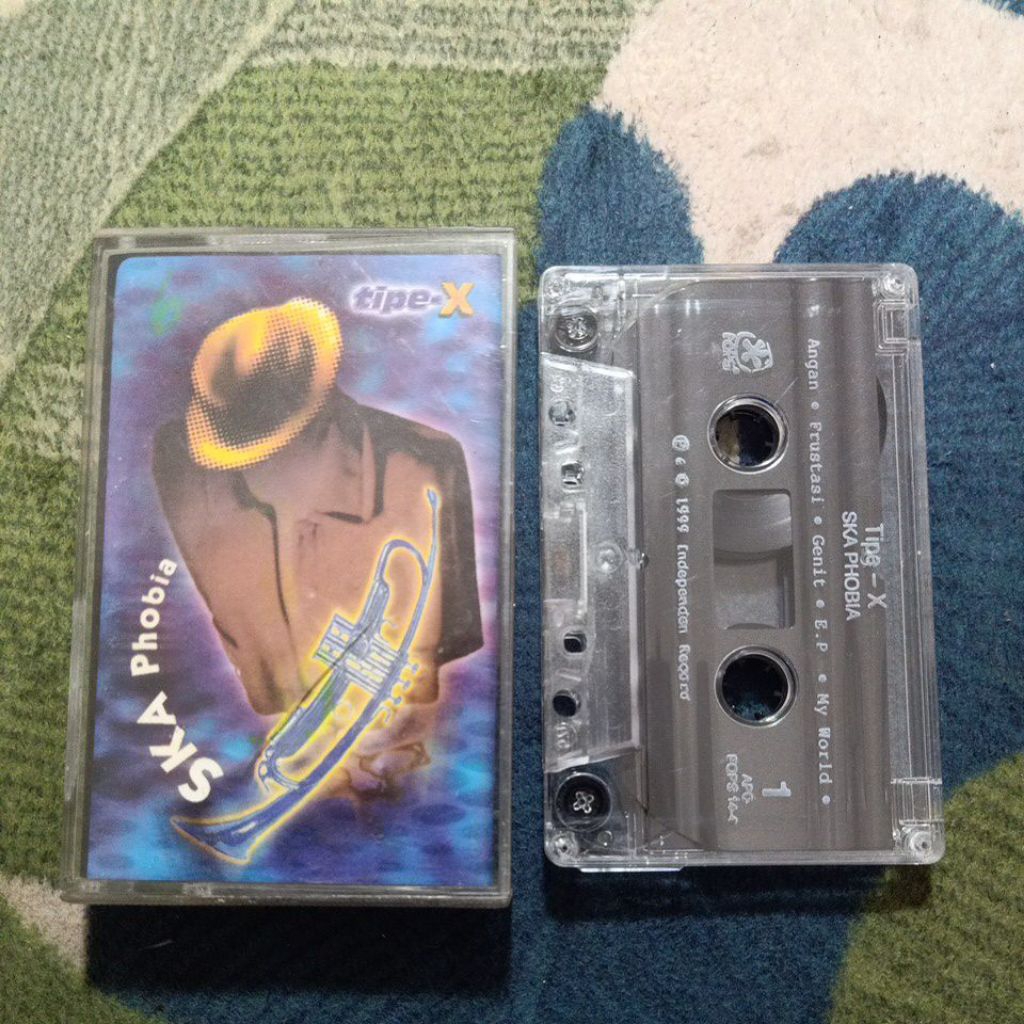 tipe-X
SKA Phobia
Tipe-X
SKA PHOBIA
Angan • Frustasi • Genit • E.P • My World •
1
℗ © 1999 Independen Record